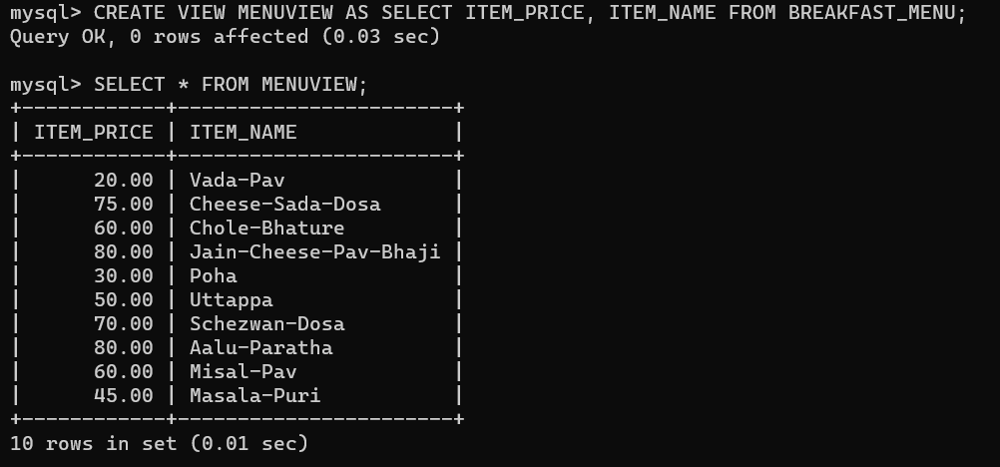 mysql> CREATE VIEW MENUVIEW AS SELECT ITEM_PRICE, ITEM_NAME FROM BREAKFAST_MENU;
Query OK, 0 rows affected (0.03 sec)

mysql> SELECT * FROM MENUVIEW;
+------------+-----------------------+
| ITEM_PRICE | ITEM_NAME             |
+------------+-----------------------+
|      20.00 | Vada-Pav              |
|      75.00 | Cheese-Sada-Dosa      |
|      60.00 | Chole-Bhature         |
|      80.00 | Jain-Cheese-Pav-Bhaji |
|      30.00 | Poha                  |
|      50.00 | Uttappa               |
|      70.00 | Schezwan-Dosa         |
|      80.00 | Aalu-Paratha          |
|      60.00 | Misal-Pav             |
|      45.00 | Masala-Puri           |
+------------+-----------------------+
10 rows in set (0.01 sec)